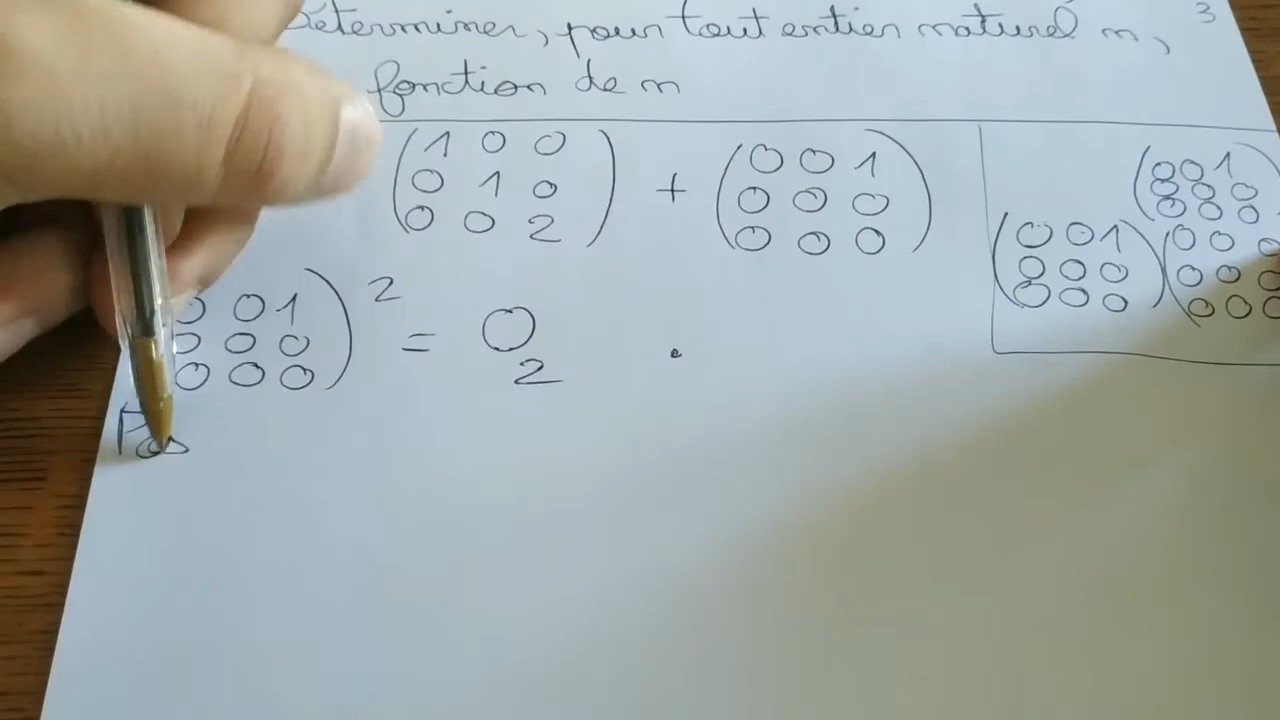 Déterminer, pour tout entier naturel n, 3
fonction de n
(1 0 0) + (0 0 1)
(0 1 0) (0 0 0)
(0 0 2) (0 0 0)
(0 0 1)
(0 0 0)
(0 0 0)
(0 0 1) (0 0
(0 0 0) (0 0 0
(0 0 0) (0 0 0
0 0 1)² = O₂ .
0 0 0
0 0 0
Pas